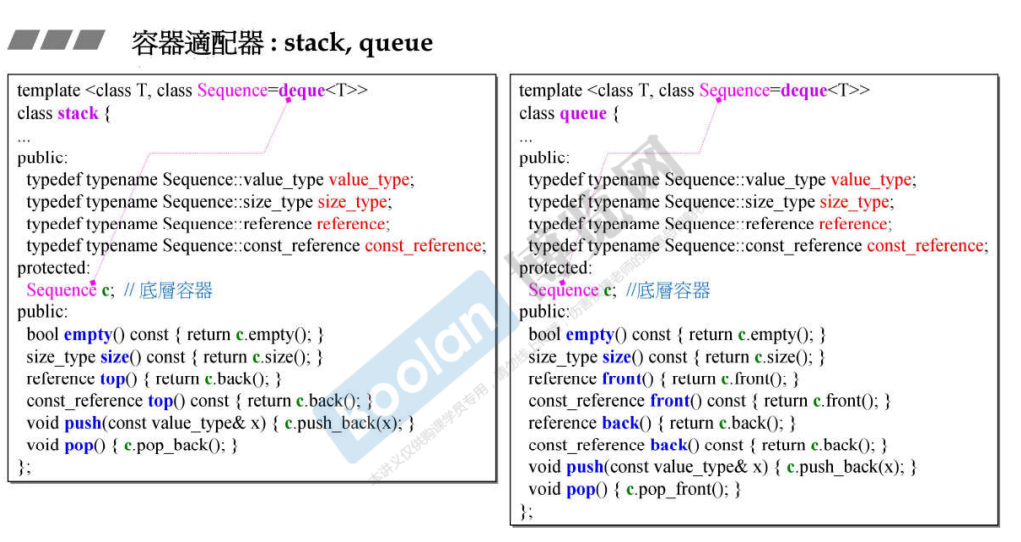 容器適配器 : stack, queue
template <class T, class Sequence=deque<T>>
class stack {
...
public:
typedef typename Sequence::value_type value_type;
typedef typename Sequence::size_type size_type;
typedef typename Sequence::reference reference;
typedef typename Sequence::const_reference const_reference;
protected:
Sequence c; // 底層容器
public:
bool empty() const { return c.empty(); }
size_type size() const { return c.size(); }
reference top() { return c.back(); }
const_reference top() const { return c.back(); }
void push(const value_type& x) { c.push_back(x); }
void pop() { c.pop_back(); }
};
template <class T, class Sequence=deque<T>>
class queue {
...
public:
typedef typename Sequence::value_type value_type;
typedef typename Sequence::size_type size_type;
typedef typename Sequence::reference reference;
typedef typename Sequence::const_reference const_reference;
protected:
Sequence c; //底層容器
public:
bool empty() const { return c.empty(); }
size_type size() const { return c.size(); }
reference front() { return c.front(); }
const_reference front() const { return c.front(); }
reference back() { return c.back(); }
const_reference back() const { return c.back(); }
void push(const value_type& x) { c.push_back(x); }
void pop() { c.pop_front(); }
};
Boolan 博览网
本讲义仅供购课学员专用，